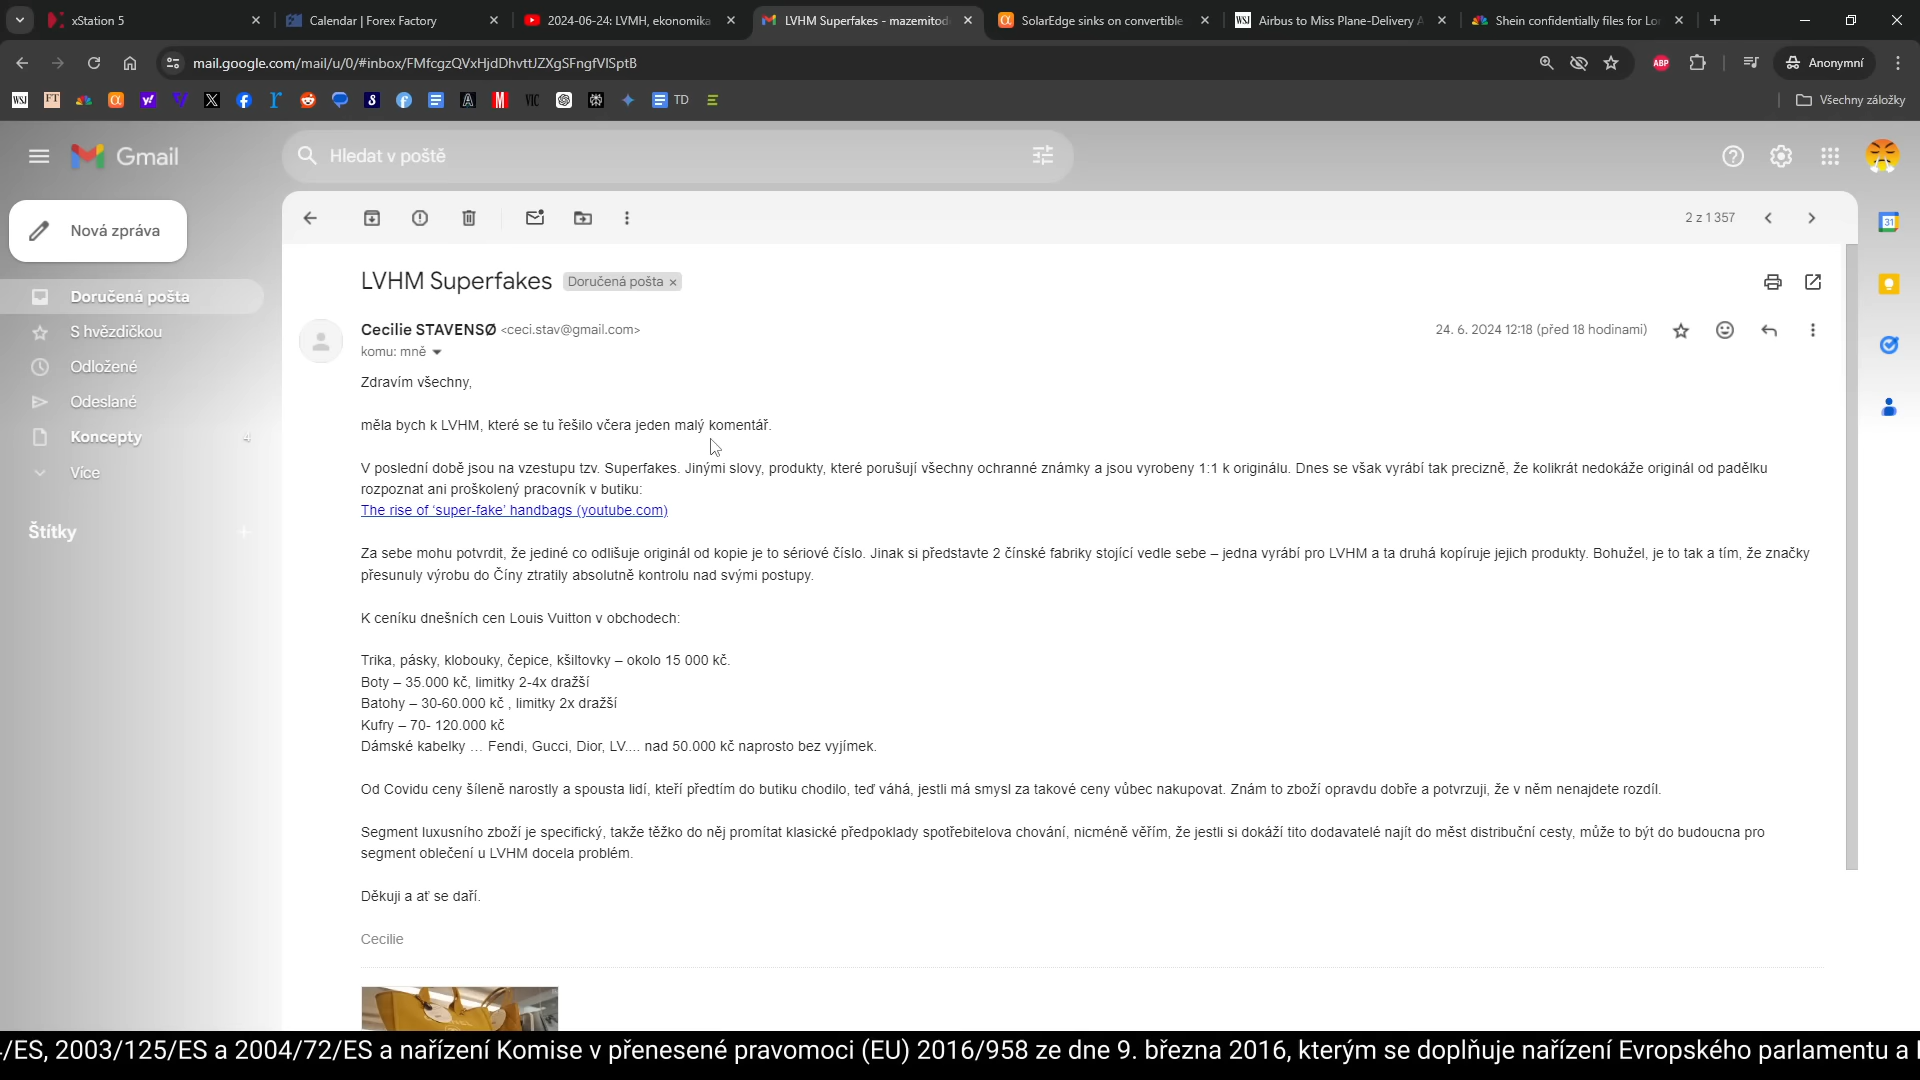 xStation 5
Calendar | Forex Factory
2024-06-24: LVMH, ekonomika
LVHM Superfakes - mazemitod
SolarEdge sinks on convertible
Airbus to Miss Plane-Delivery
Shein confidentially files for Lo
mail.google.com/mail/u/0/#inbox/FMfcgzQVxHjdDhvttJZXgSFngfVlSptB
Anonymní
TD
Všechny záložky
Gmail
Hledat v poště
Nová zpráva
2 z 1 357
Doručená pošta
S hvězdičkou
Odložené
Odeslané
Koncepty 4
Více
Štítky
LVHM Superfakes Doručená pošta
Cecilie STAVENSØ <ceci.stav@gmail.com> 24. 6. 2024 12:18 (před 18 hodinami)
komu: mně
Zdravím všechny,
měla bych k LVHM, které se tu řešilo včera jeden malý komentář.
V poslední době jsou na vzestupu tzv. Superfakes. Jinými slovy, produkty, které porušují všechny ochranné známky a jsou vyrobeny 1:1 k originálu. Dnes se však vyrábí tak precizně, že kolikrát nedokáže originál od padělku
rozpoznat ani proškolený pracovník v butiku:
The rise of 'super-fake' handbags (youtube.com)
Za sebe mohu potvrdit, že jediné co odlišuje originál od kopie je to sériové číslo. Jinak si představte 2 čínské fabriky stojící vedle sebe – jedna vyrábí pro LVHM a ta druhá kopíruje jejich produkty. Bohužel, je to tak a tím, že značky
přesunuly výrobu do Číny ztratily absolutně kontrolu nad svými postupy.
K ceníku dnešních cen Louis Vuitton v obchodech:
Trika, pásky, klobouky, čepice, kšiltovky – okolo 15 000 kč.
Boty – 35.000 kč, limitky 2-4x dražší
Batohy – 30-60.000 kč , limitky 2x dražší
Kufry – 70- 120.000 kč
Dámské kabelky … Fendi, Gucci, Dior, LV.... nad 50.000 kč naprosto bez vyjímek.
Od Covidu ceny šíleně narostly a spousta lidí, kteří předtím do butiku chodilo, teď váhá, jestli má smysl za takové ceny vůbec nakupovat. Znám to zboží opravdu dobře a potvrzuji, že v něm nenajdete rozdíl.
Segment luxusního zboží je specifický, takže těžko do něj promítat klasické předpoklady spotřebitelova chování, nicméně věřím, že jestli si dokáží tito dodavatelé najít do měst distribuční cesty, může to být do budoucna pro
segment oblečení u LVHM docela problém.
Děkuji a ať se daří.
Cecilie
/ES, 2003/125/ES a 2004/72/ES a nařízení Komise v přenesené pravomoci (EU) 2016/958 ze dne 9. března 2016, kterým se doplňuje nařízení Evropského parlamentu a